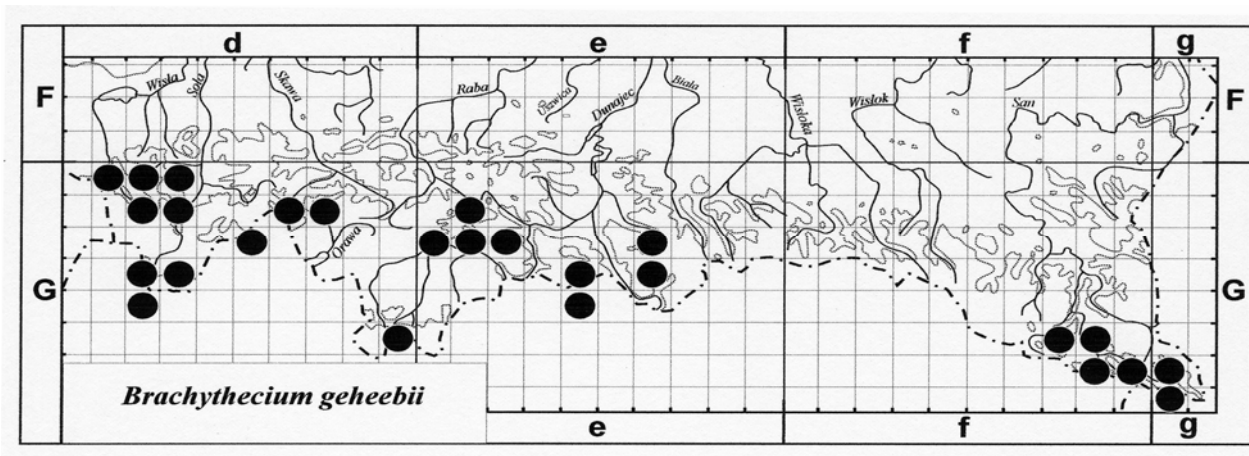 d e f g
F Wisła Soła Skawa Raba Uszwica Dunajec Biała Wisłoka Wisłok San F
G Orawa G
Brachythecium geheebii
e f g